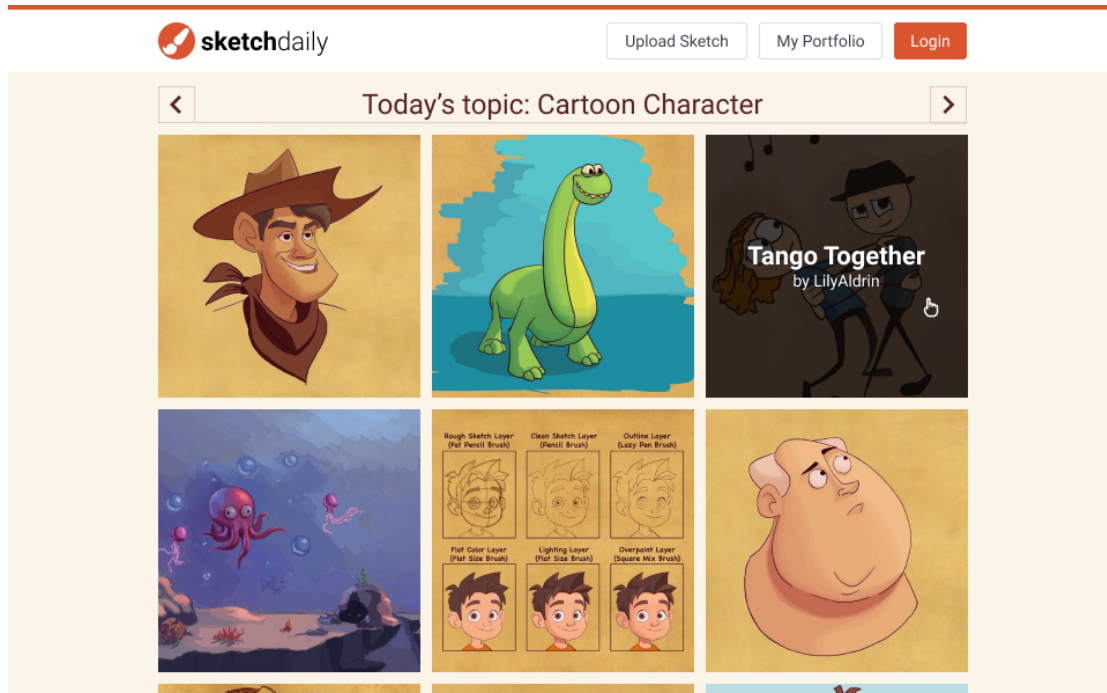 sketchdaily
Upload Sketch
My Portfolio
Login
Today's topic: Cartoon Character
Tango Together
by LilyAldrin
Rough Sketch Layer
(Fat Pencil Brush)
Clean Sketch Layer
(Pencil Brush)
Outline Layer
(Lazy Pen Brush)
Flat Color Layer
(Flat Size Brush)
Lighting Layer
(Flat Size Brush)
Overpaint Layer
(Square Mix Brush)